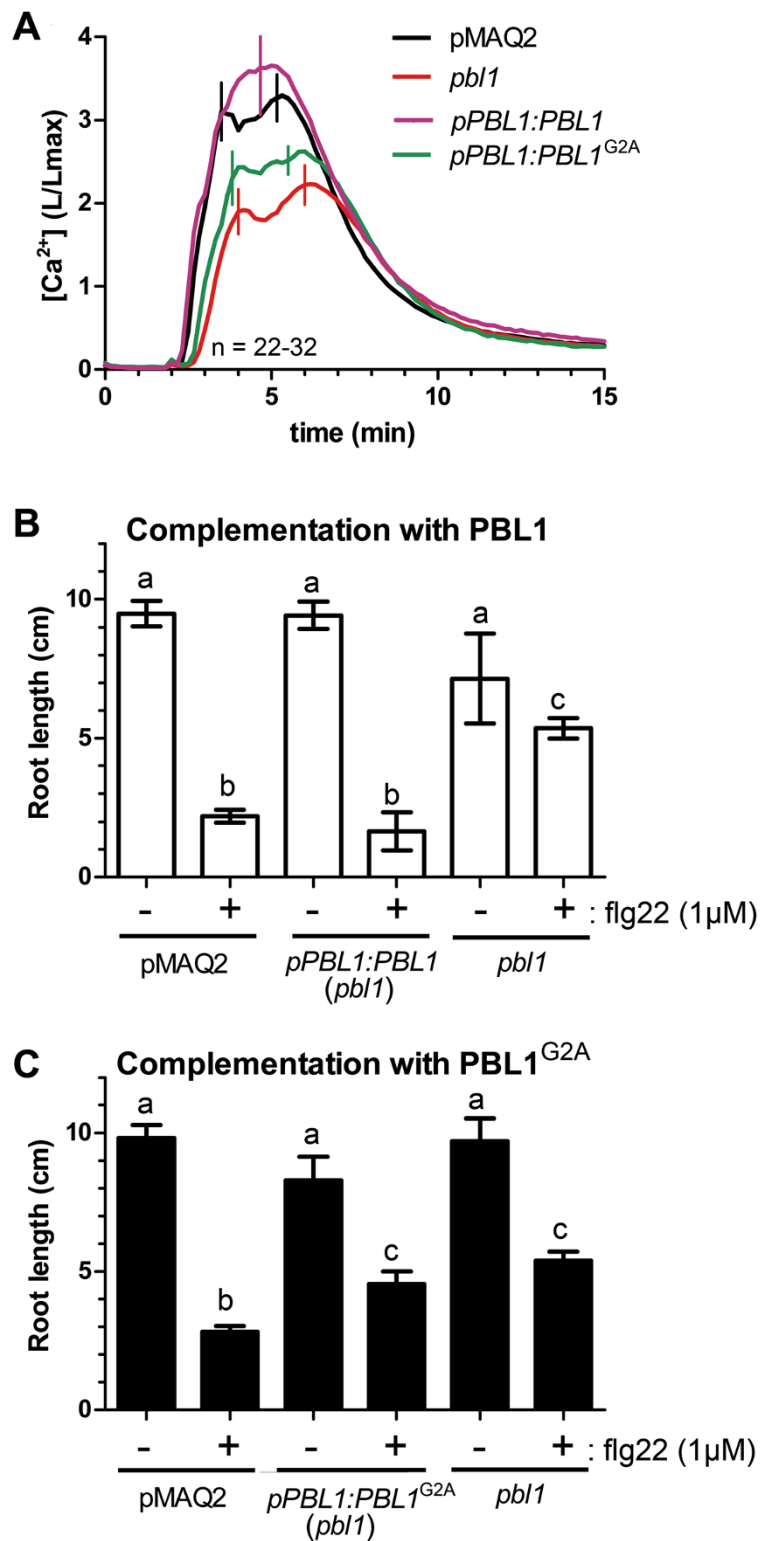 A
4
3
2
1
0
[Ca²⁺] (L/Lmax)
pMAQ2
pbl1
pPBL1:PBL1
pPBL1:PBL1ᴳ²ᴬ
n = 22-32
0 5 10 15
time (min)
B
Complementation with PBL1
10
5
0
Root length (cm)
a b a b a c
- + - + - + : flg22 (1µM)
pMAQ2 pPBL1:PBL1 pbl1
(pbl1)
C
Complementation with PBL1ᴳ²ᴬ
10
5
0
Root length (cm)
a b a c a c
- + - + - + : flg22 (1µM)
pMAQ2 pPBL1:PBL1ᴳ²ᴬ pbl1
(pbl1)